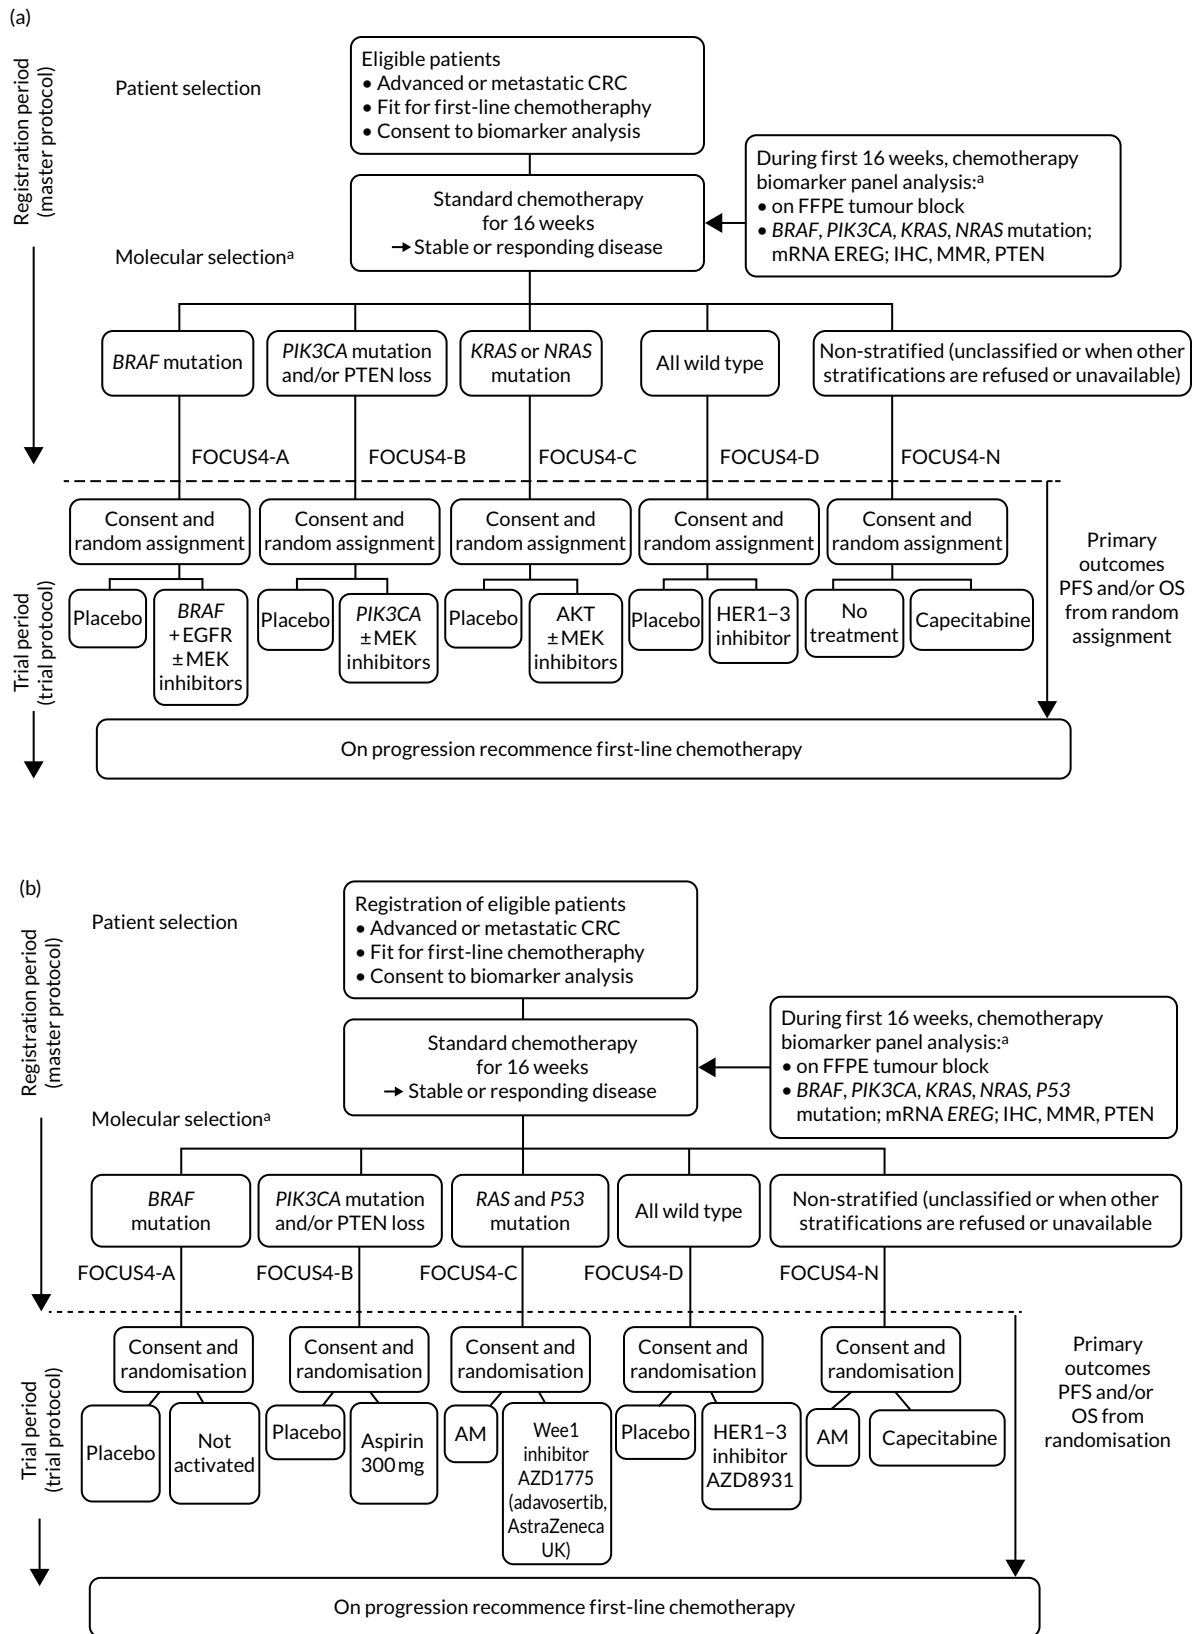 (a)
Registration period
(master protocol)
Patient selection
Eligible patients
• Advanced or metastatic CRC
• Fit for first-line chemotheraphy
• Consent to biomarker analysis
During first 16 weeks, chemotherapy
biomarker panel analysis:a
• on FFPE tumour block
• BRAF, PIK3CA, KRAS, NRAS mutation;
mRNA EREG; IHC, MMR, PTEN
Standard chemotherapy
for 16 weeks
→ Stable or responding disease
Molecular selectiona
BRAF mutation
PIK3CA mutation
and/or PTEN loss
KRAS or NRAS
mutation
All wild type
Non-stratified (unclassified or when other
stratifications are refused or unavailable)
FOCUS4-A
FOCUS4-B
FOCUS4-C
FOCUS4-D
FOCUS4-N
Trial period
(trial protocol)
Consent and
random assignment
Consent and
random assignment
Consent and
random assignment
Consent and
random assignment
Consent and
random assignment
Placebo
BRAF
+EGFR
±MEK
inhibitors
Placebo
PIK3CA
±MEK
inhibitors
Placebo
AKT
±MEK
inhibitors
Placebo
HER1–3
inhibitor
No
treatment
Capecitabine
Primary
outcomes
PFS and/or OS
from random
assignment
On progression recommence first-line chemotherapy
(b)
Registration period
(master protocol)
Patient selection
Registration of eligible patients
• Advanced or metastatic CRC
• Fit for first-line chemotheraphy
• Consent to biomarker analysis
During first 16 weeks, chemotherapy
biomarker panel analysis:a
• on FFPE tumour block
• BRAF, PIK3CA, KRAS, NRAS, P53
mutation; mRNA EREG; IHC, MMR, PTEN
Standard chemotherapy
for 16 weeks
→ Stable or responding disease
Molecular selectiona
BRAF
mutation
PIK3CA mutation
and/or PTEN loss
RAS and P53
mutation
All wild type
Non-stratified (unclassified or when other
stratifications are refused or unavailable
FOCUS4-A
FOCUS4-B
FOCUS4-C
FOCUS4-D
FOCUS4-N
Trial period
(trial protocol)
Consent and
randomisation
Consent and
randomisation
Consent and
randomisation
Consent and
randomisation
Consent and
randomisation
Placebo
Not
activated
Placebo
Aspirin
300 mg
AM
Wee1
inhibitor
AZD1775
(adavosertib,
AstraZeneca
UK)
Placebo
HER1–3
inhibitor
AZD8931
AM
Capecitabine
Primary
outcomes
PFS and/or
OS from
randomisation
On progression recommence first-line chemotherapy